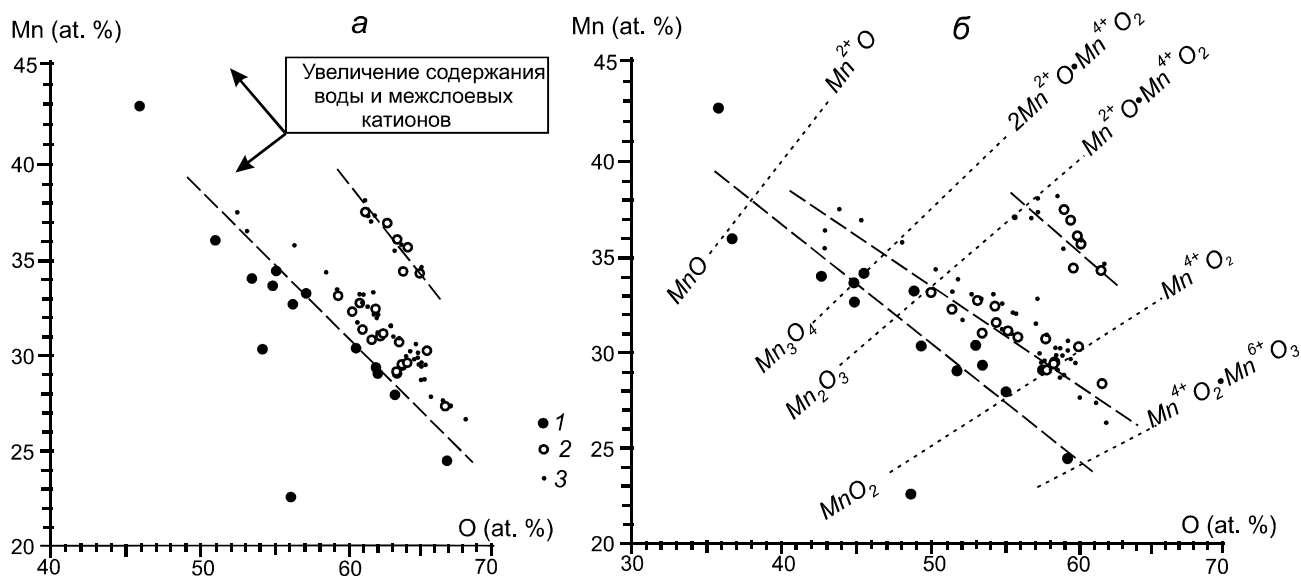 Mn (at. %)
а
Увеличение содержания
воды и межслоевых
катионов
45
40
35
30
25
20
40
50
60
70
O (at. %)
1
2
3
Mn (at. %)
б
45
40
35
30
25
20
30
40
50
60
70
O (at. %)
Mn²⁺O
2Mn²⁺O•Mn⁴⁺O₂
Mn²⁺O•Mn⁴⁺O₂
Mn⁴⁺O₂
Mn⁴⁺O₂•Mn⁶⁺O₃
MnO
Mn₃O₄
Mn₂O₃
MnO₂